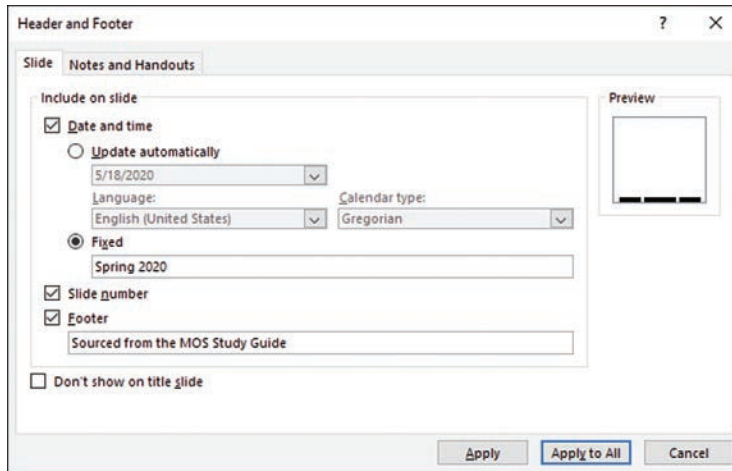 Header and Footer ? X
Slide Notes and Handouts
Include on slide Preview
Date and time
Update automatically
5/18/2020
Language: Calendar type:
English (United States) Gregorian
Fixed
Spring 2020
Slide number
Footer
Sourced from the MOS Study Guide
Don't show on title slide
Apply Apply to All Cancel